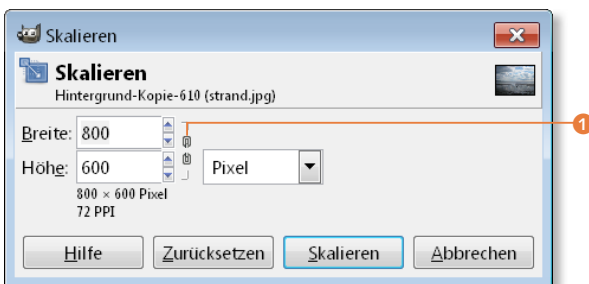 Skalieren
Skalieren
Hintergrund-Kopie-610 (strand.jpg)
Breite: 800
Höhe: 600 Pixel
800 × 600 Pixel
72 PPI
Hilfe Zurücksetzen Skalieren Abbrechen
1